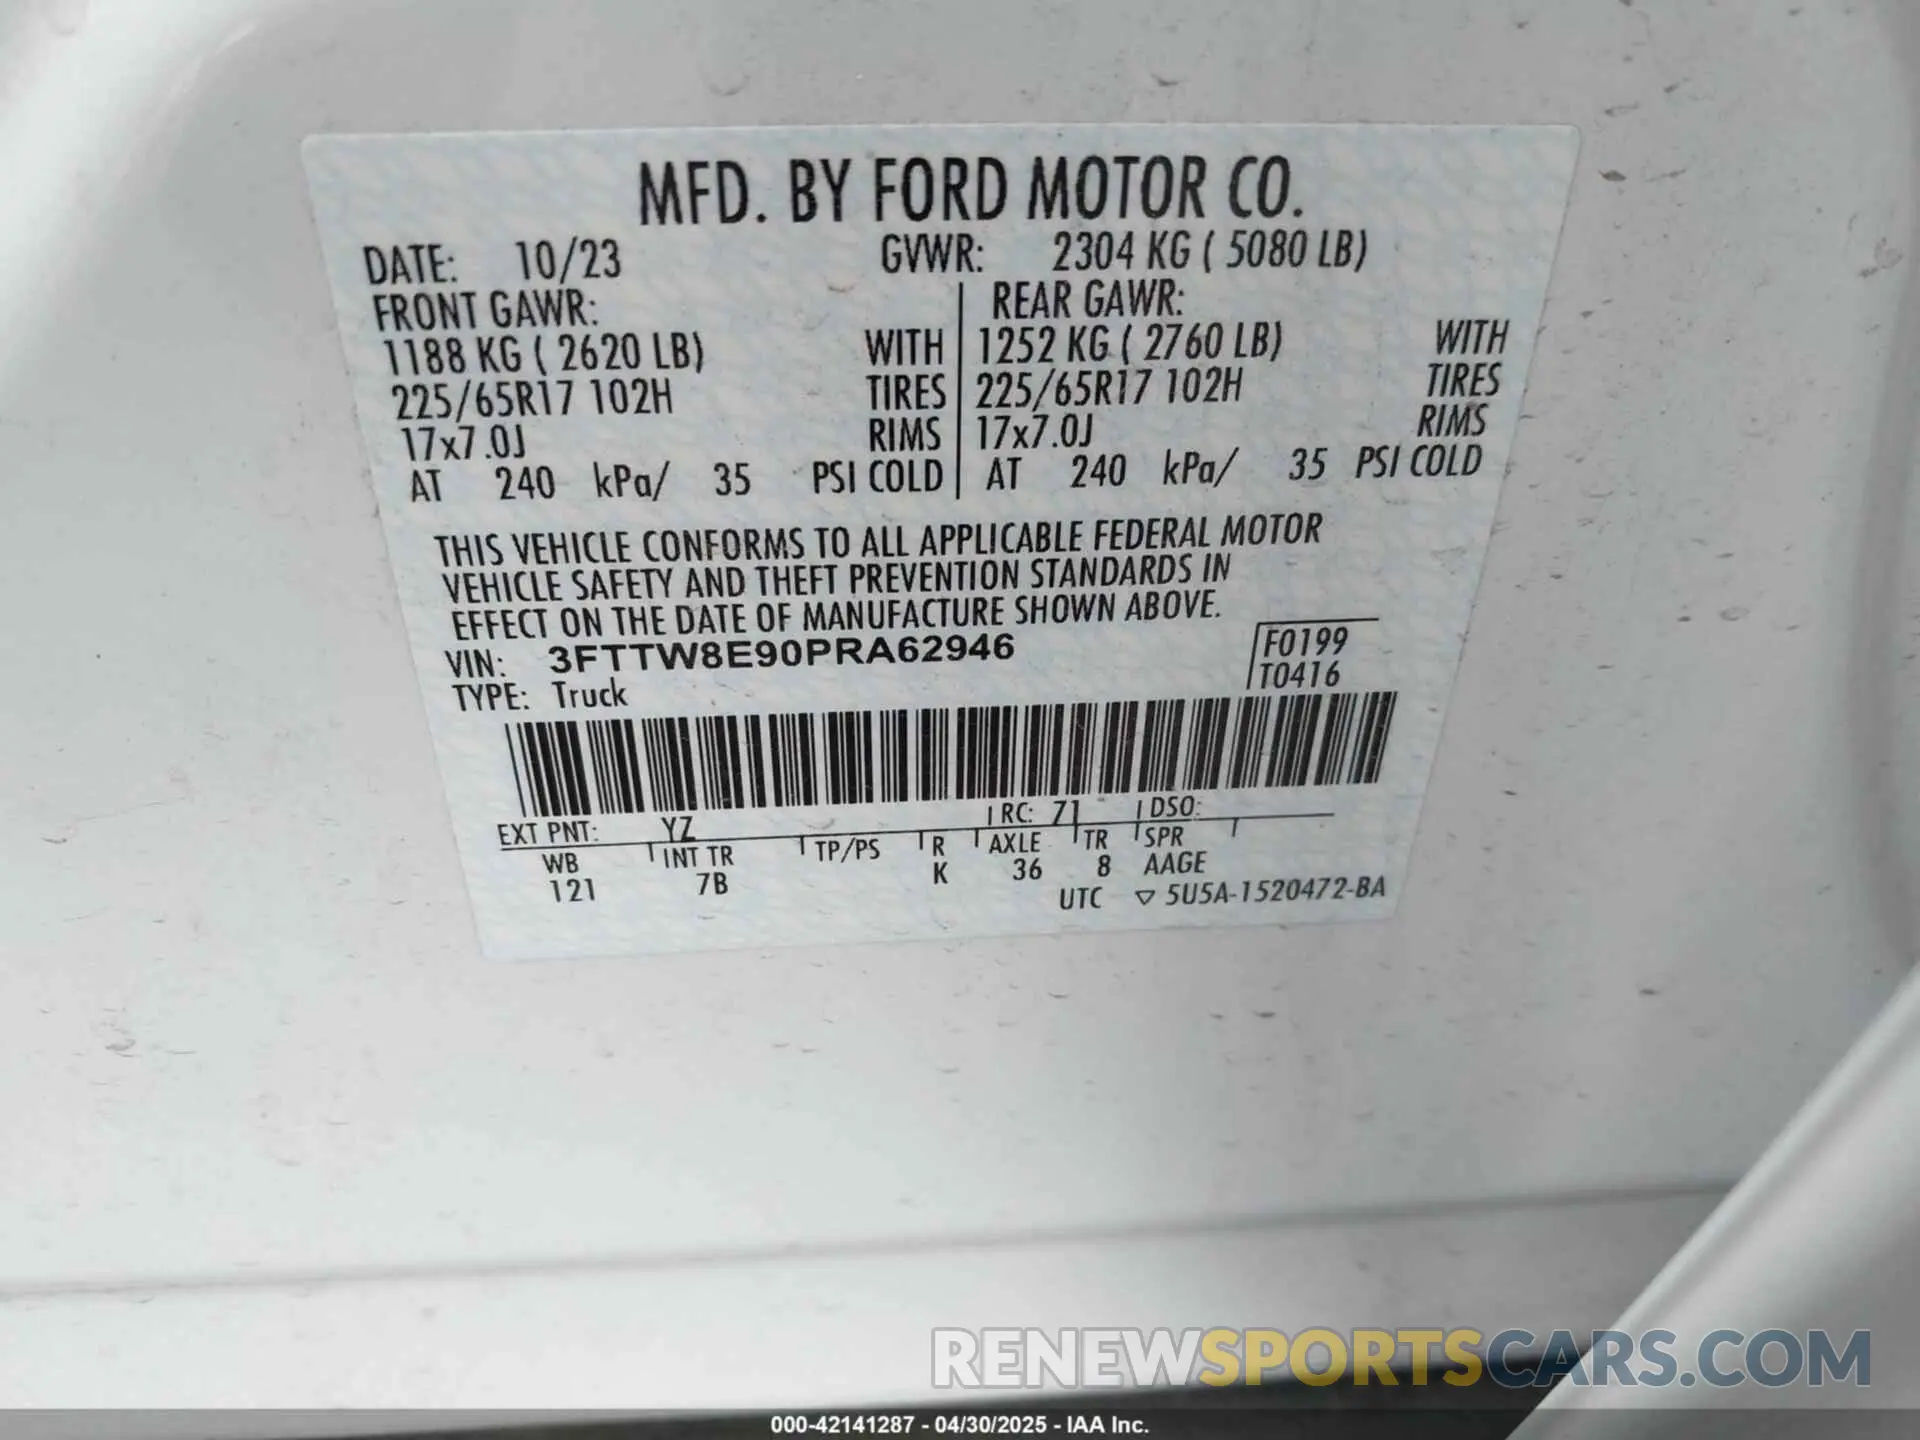 MFD. BY FORD MOTOR CO.
DATE: 10/23 GVWR: 2304 KG ( 5080 LB)
FRONT GAWR: REAR GAWR:
1188 KG ( 2620 LB) WITH 1252 KG ( 2760 LB) WITH
225/65R17 102H TIRES 225/65R17 102H TIRES
17x7.0J RIMS 17x7.0J RIMS
AT 240 kPa/ 35 PSI COLD AT 240 kPa/ 35 PSI COLD
THIS VEHICLE CONFORMS TO ALL APPLICABLE FEDERAL MOTOR
VEHICLE SAFETY AND THEFT PREVENTION STANDARDS IN
EFFECT ON THE DATE OF MANUFACTURE SHOWN ABOVE.
VIN: 3FTTW8E90PRA62946 F0199
TYPE: Truck T0416
EXT PNT: YZ RC: 71 DSO:
WB INT TR TP/PS R AXLE TR SPR
121 7B K 36 8 AAGE
UTC ▽ 5U5A-1520472-BA
RENEWSPORTSCARS.COM
000-42141287 - 04/30/2025 - IAA Inc.